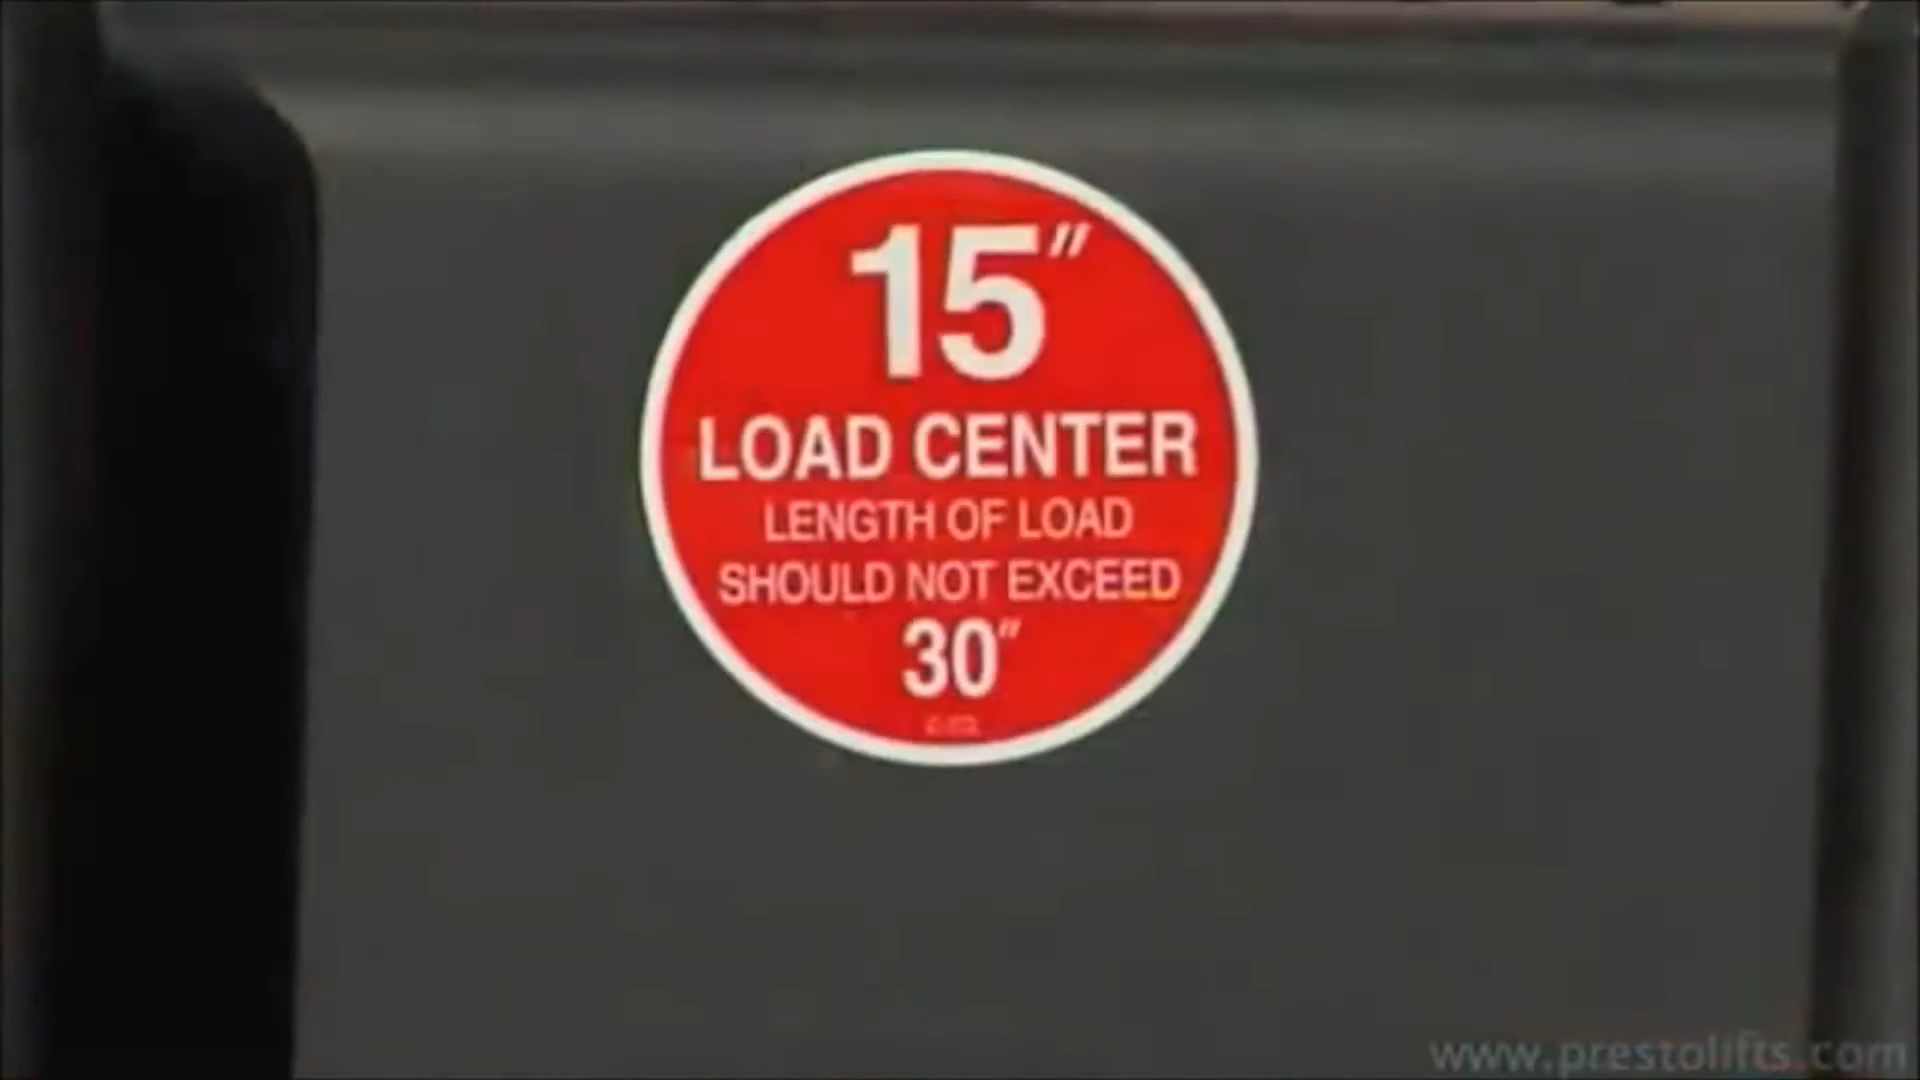 15"
LOAD CENTER
LENGTH OF LOAD
SHOULD NOT EXCEED
30"
www.prestolifts.com